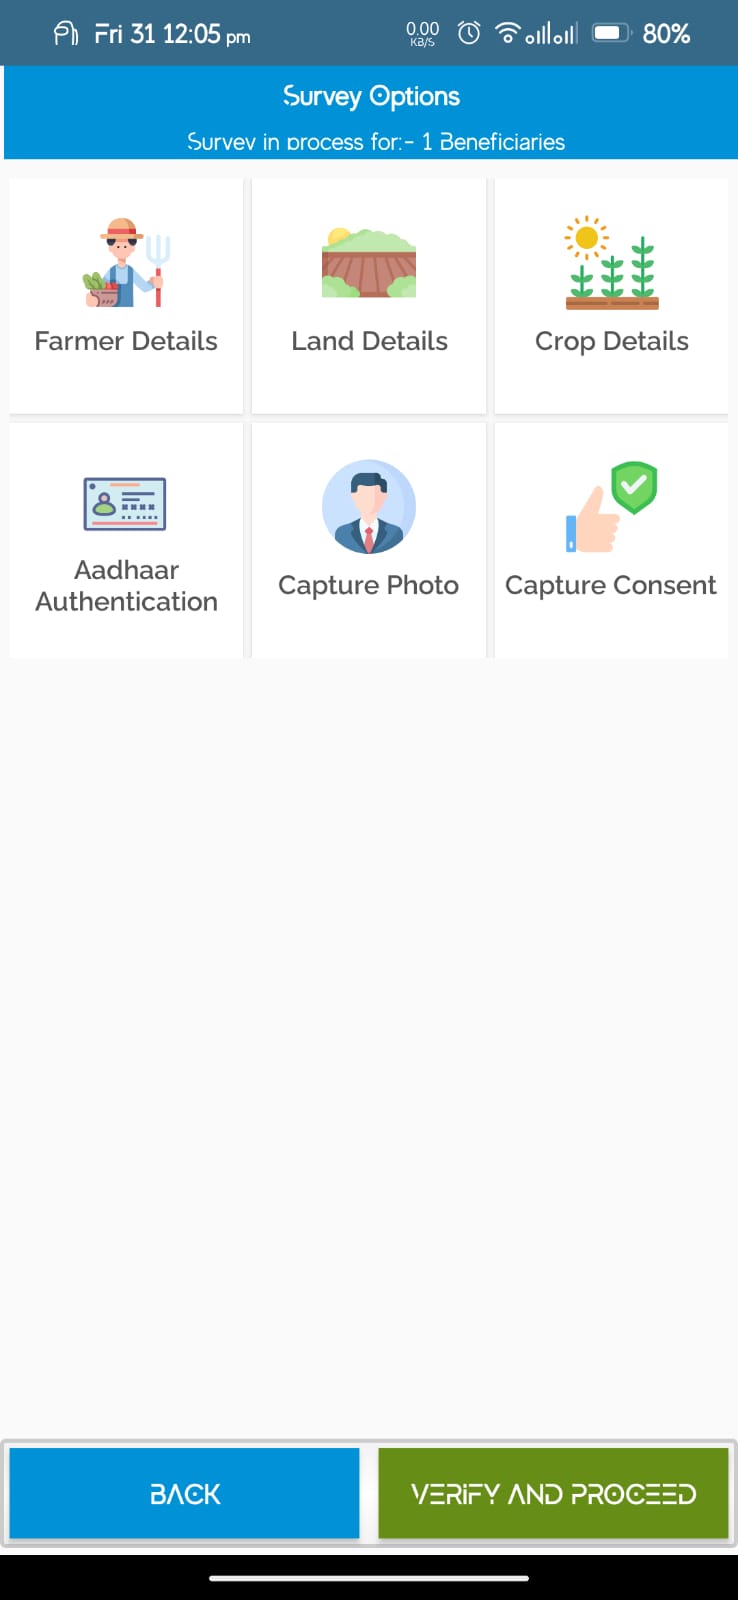 Fri 31 12:05 pm
0.00
KB/S
80%
Survey Options
Survey in process for:- 1 Beneficiaries
Farmer Details
Land Details
Crop Details
Aadhaar
Authentication
Capture Photo
Capture Consent
BACK
VERIFY AND PROCEED